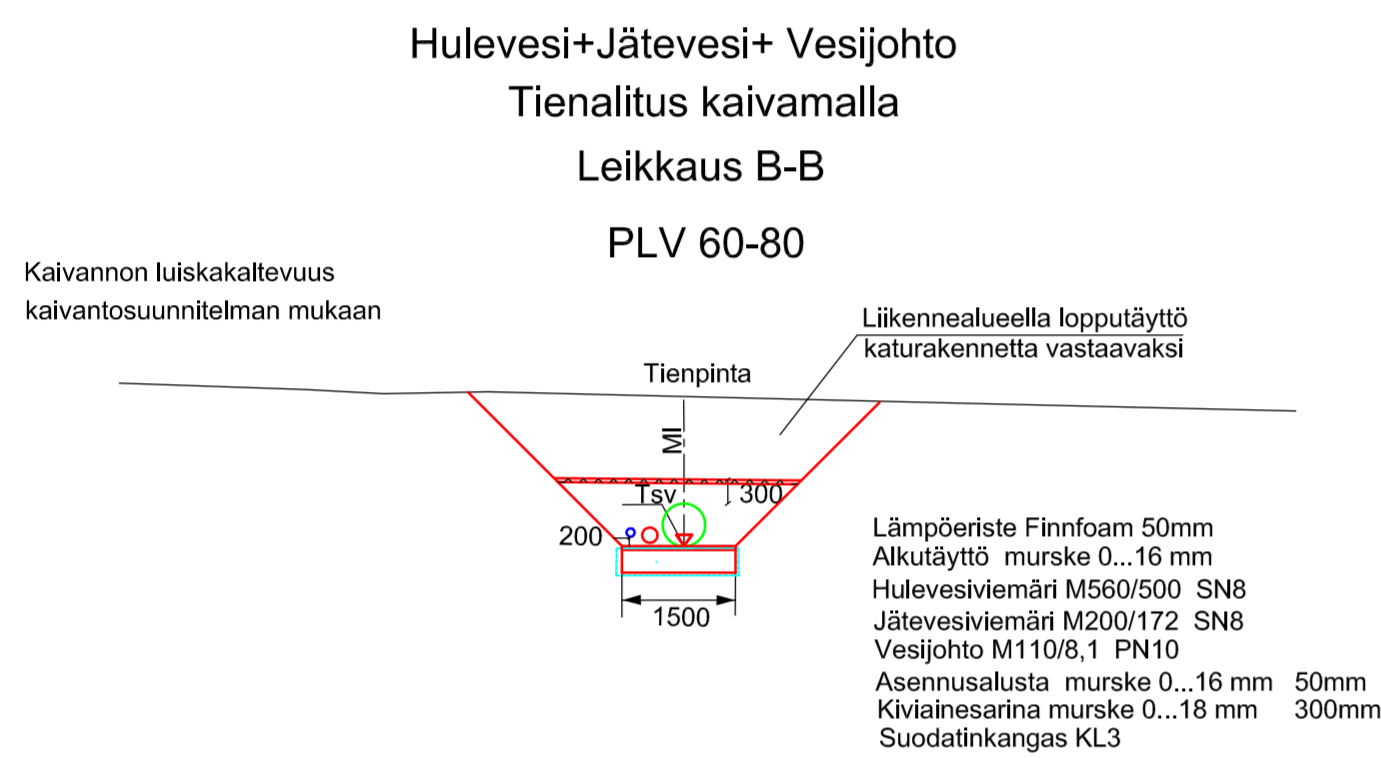 Hulevesi+Jätevesi+ Vesijohto
Tienalitus kaivamalla
Leikkaus B-B
PLV 60-80
Kaivannon luiskakaltevuus
kaivantosuunnitelman mukaan
Liikennealueella lopputäyttö
katurakennetta vastaavaksi
Tienpinta
MI
Tsv
300
200
1500
Lämpöeriste Finnfoam 50mm
Alkutäyttö murske 0...16 mm
Hulevesiviemäri M560/500 SN8
Jätevesiviemäri M200/172 SN8
Vesijohto M110/8,1 PN10
Asennusalusta murske 0...16 mm 50mm
Kiviainesarina murske 0...18 mm 300mm
Suodatinkangas KL3